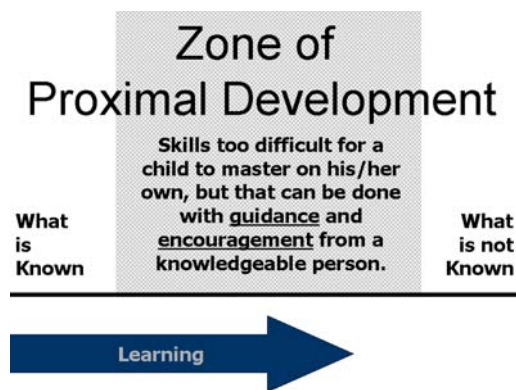 Zone of
Proximal Development
Skills too difficult for a
child to master on his/her
own, but that can be done
with guidance and
encouragement from a
knowledgeable person.
What
is
Known
What
is not
Known
Learning